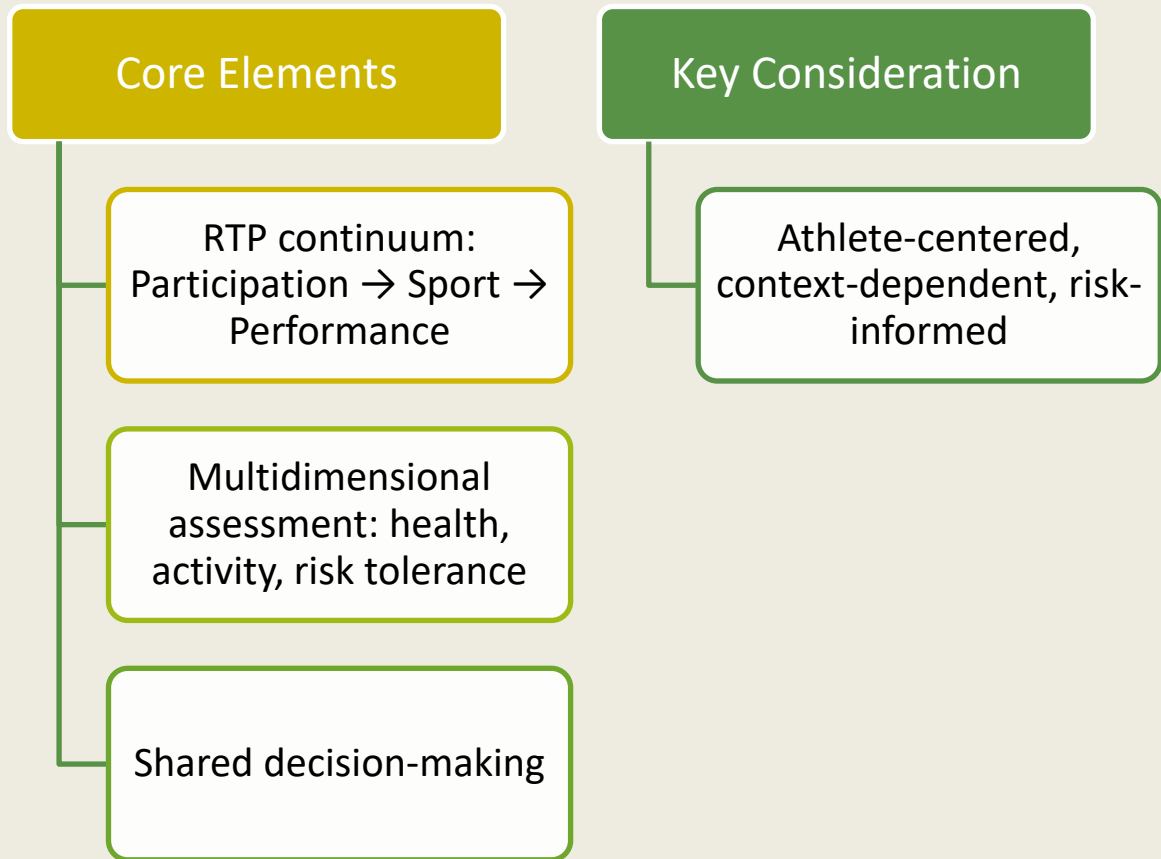 Core Elements
RTP continuum:
Participation → Sport →
Performance
Multidimensional
assessment: health,
activity, risk tolerance
Shared decision-making
Key Consideration
Athlete-centered,
context-dependent, risk-
informed